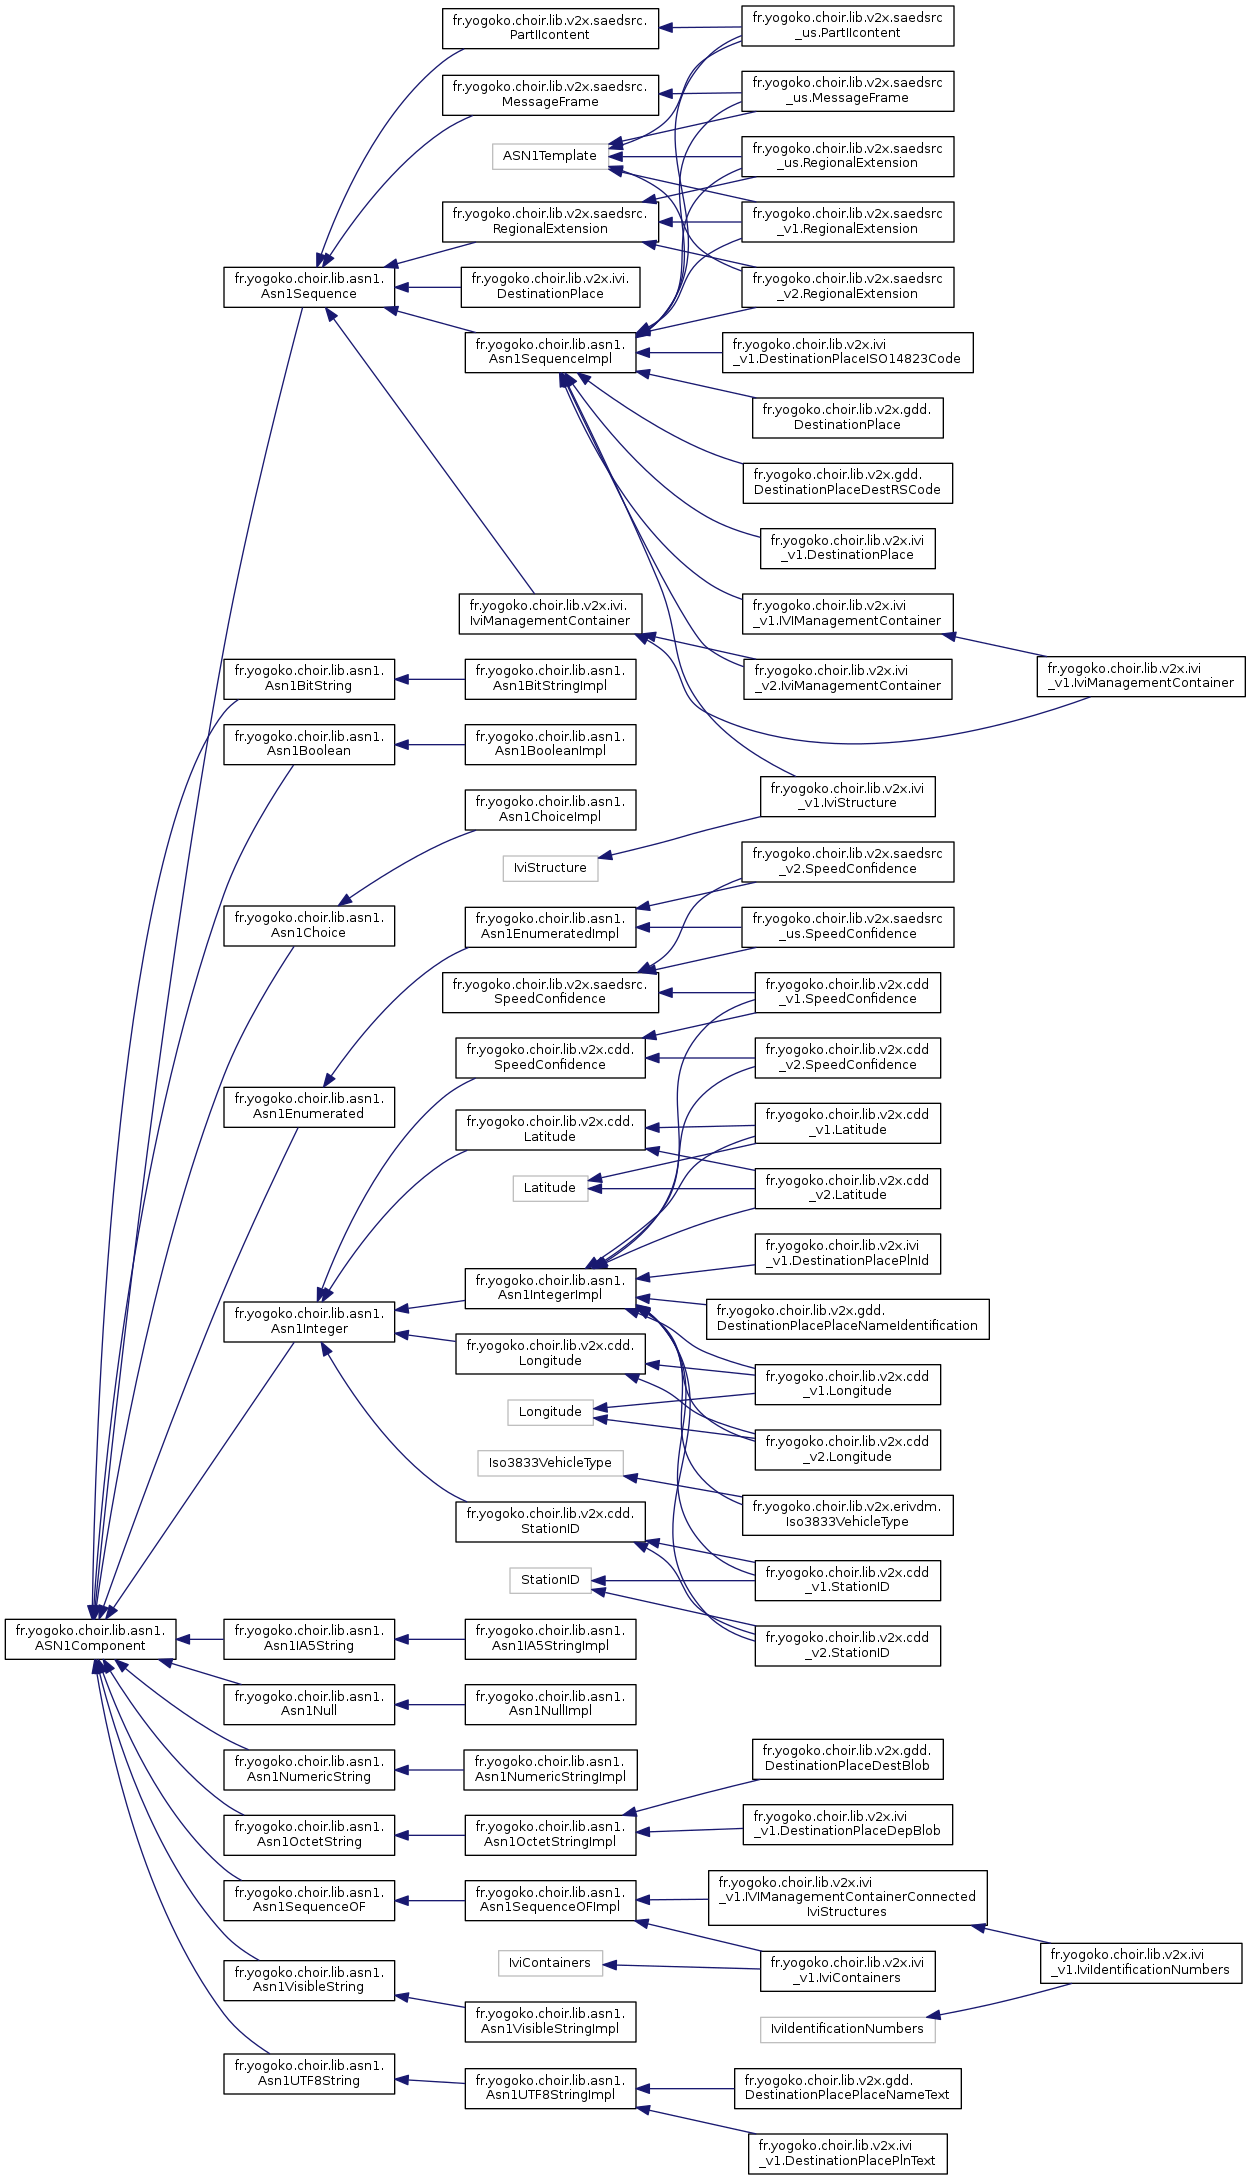 fr.yogoko.choir.lib.v2x.saedsrc.
PartIIcontent
fr.yogoko.choir.lib.v2x.saedsrc
_us.PartIIcontent
fr.yogoko.choir.lib.v2x.saedsrc.
MessageFrame
fr.yogoko.choir.lib.v2x.saedsrc
_us.MessageFrame
ASN1Template
fr.yogoko.choir.lib.v2x.saedsrc
_us.RegionalExtension
fr.yogoko.choir.lib.v2x.saedsrc.
RegionalExtension
fr.yogoko.choir.lib.v2x.saedsrc
_v1.RegionalExtension
fr.yogoko.choir.lib.asn1.
Asn1Sequence
fr.yogoko.choir.lib.v2x.ivi.
DestinationPlace
fr.yogoko.choir.lib.v2x.saedsrc
_v2.RegionalExtension
fr.yogoko.choir.lib.asn1.
Asn1SequenceImpl
fr.yogoko.choir.lib.v2x.ivi
_v1.DestinationPlaceISO14823Code
fr.yogoko.choir.lib.v2x.gdd.
DestinationPlace
fr.yogoko.choir.lib.v2x.gdd.
DestinationPlaceDestRSCode
fr.yogoko.choir.lib.v2x.ivi
_v1.DestinationPlace
fr.yogoko.choir.lib.v2x.ivi.
IviManagementContainer
fr.yogoko.choir.lib.v2x.ivi
_v1.IVIManagementContainer
fr.yogoko.choir.lib.asn1.
Asn1BitString
fr.yogoko.choir.lib.asn1.
Asn1BitStringImpl
fr.yogoko.choir.lib.v2x.ivi
_v2.IviManagementContainer
fr.yogoko.choir.lib.v2x.ivi
_v1.IviManagementContainer
fr.yogoko.choir.lib.asn1.
Asn1Boolean
fr.yogoko.choir.lib.asn1.
Asn1BooleanImpl
fr.yogoko.choir.lib.asn1.
Asn1ChoiceImpl
fr.yogoko.choir.lib.v2x.ivi
_v1.IviStructure
IviStructure
fr.yogoko.choir.lib.v2x.saedsrc
_v2.SpeedConfidence
fr.yogoko.choir.lib.asn1.
Asn1Choice
fr.yogoko.choir.lib.asn1.
Asn1EnumeratedImpl
fr.yogoko.choir.lib.v2x.saedsrc
_us.SpeedConfidence
fr.yogoko.choir.lib.v2x.saedsrc.
SpeedConfidence
fr.yogoko.choir.lib.v2x.cdd
_v1.SpeedConfidence
fr.yogoko.choir.lib.v2x.cdd.
SpeedConfidence
fr.yogoko.choir.lib.v2x.cdd
_v2.SpeedConfidence
fr.yogoko.choir.lib.asn1.
Asn1Enumerated
fr.yogoko.choir.lib.v2x.cdd.
Latitude
fr.yogoko.choir.lib.v2x.cdd
_v1.Latitude
Latitude
fr.yogoko.choir.lib.v2x.cdd
_v2.Latitude
fr.yogoko.choir.lib.v2x.ivi
_v1.DestinationPlacePlnId
fr.yogoko.choir.lib.asn1.
Asn1IntegerImpl
fr.yogoko.choir.lib.asn1.
Asn1Integer
fr.yogoko.choir.lib.v2x.gdd.
DestinationPlacePlaceNameIdentification
fr.yogoko.choir.lib.v2x.cdd.
Longitude
fr.yogoko.choir.lib.v2x.cdd
_v1.Longitude
Longitude
fr.yogoko.choir.lib.v2x.cdd
_v2.Longitude
Iso3833VehicleType
fr.yogoko.choir.lib.v2x.erivdm.
Iso3833VehicleType
fr.yogoko.choir.lib.v2x.cdd.
StationID
StationID
fr.yogoko.choir.lib.v2x.cdd
_v1.StationID
fr.yogoko.choir.lib.asn1.
ASN1Component
fr.yogoko.choir.lib.asn1.
Asn1IA5String
fr.yogoko.choir.lib.asn1.
Asn1IA5StringImpl
fr.yogoko.choir.lib.v2x.cdd
_v2.StationID
fr.yogoko.choir.lib.asn1.
Asn1Null
fr.yogoko.choir.lib.asn1.
Asn1NullImpl
fr.yogoko.choir.lib.asn1.
Asn1NumericString
fr.yogoko.choir.lib.asn1.
Asn1NumericStringImpl
fr.yogoko.choir.lib.v2x.gdd.
DestinationPlaceDestBlob
fr.yogoko.choir.lib.asn1.
Asn1OctetString
fr.yogoko.choir.lib.asn1.
Asn1OctetStringImpl
fr.yogoko.choir.lib.v2x.ivi
_v1.DestinationPlaceDepBlob
fr.yogoko.choir.lib.asn1.
Asn1SequenceOF
fr.yogoko.choir.lib.asn1.
Asn1SequenceOFImpl
fr.yogoko.choir.lib.v2x.ivi
_v1.IVIManagementContainerConnected
IviStructures
fr.yogoko.choir.lib.asn1.
Asn1VisibleString
IviContainers
fr.yogoko.choir.lib.v2x.ivi
_v1.IviContainers
fr.yogoko.choir.lib.v2x.ivi
_v1.IviIdentificationNumbers
fr.yogoko.choir.lib.asn1.
Asn1VisibleStringImpl
IviIdentificationNumbers
fr.yogoko.choir.lib.asn1.
Asn1UTF8String
fr.yogoko.choir.lib.asn1.
Asn1UTF8StringImpl
fr.yogoko.choir.lib.v2x.gdd.
DestinationPlacePlaceNameText
fr.yogoko.choir.lib.v2x.ivi
_v1.DestinationPlacePlnText